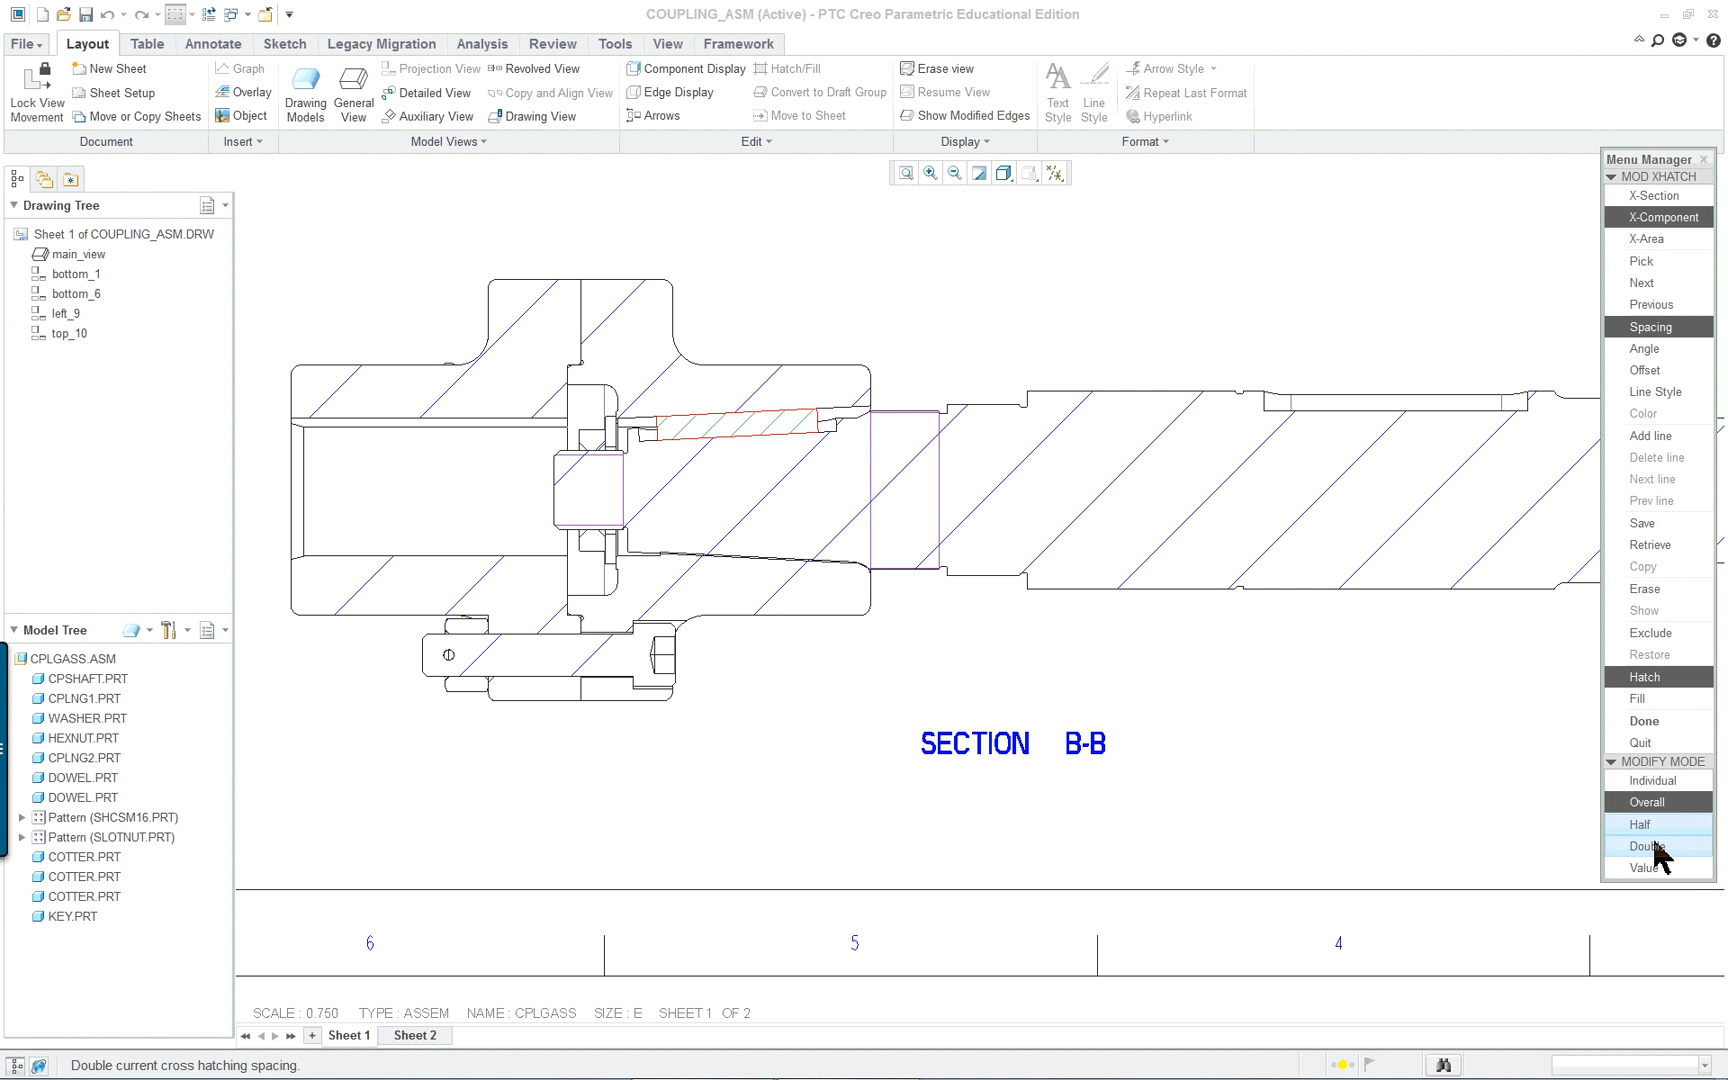 COUPLING_ASM (Active) - PTC Creo Parametric Educational Edition
File Layout Table Annotate Sketch Legacy Migration Analysis Review Tools View Framework
Lock View Movement
New Sheet
Sheet Setup
Move or Copy Sheets
Document
Graph
Overlay
Object
Insert
Drawing Models
General View
Projection View
Detailed View
Auxiliary View
Revolved View
Copy and Align View
Drawing View
Model Views
Component Display
Edge Display
Arrows
Hatch/Fill
Convert to Draft Group
Move to Sheet
Edit
Erase view
Resume View
Show Modified Edges
Display
Text Style
Line Style
Arrow Style
Repeat Last Format
Hyperlink
Format
Drawing Tree
Sheet 1 of COUPLING_ASM.DRW
main_view
bottom_1
bottom_6
left_9
top_10
Model Tree
CPLGASS.ASM
CPSHAFT.PRT
CPLNG1.PRT
WASHER.PRT
HEXNUT.PRT
CPLNG2.PRT
DOWEL.PRT
DOWEL.PRT
Pattern (SHCSM16.PRT)
Pattern (SLOTNUT.PRT)
COTTER.PRT
COTTER.PRT
COTTER.PRT
KEY.PRT
SECTION B-B
6 5 4
SCALE : 0.750 TYPE : ASSEM NAME : CPLGASS SIZE : E SHEET 1 OF 2
Sheet 1 Sheet 2
Double current cross hatching spacing.
Menu Manager
MOD XHATCH
X-Section
X-Component
X-Area
Pick
Next
Previous
Spacing
Angle
Offset
Line Style
Color
Add line
Delete line
Next line
Prev line
Save
Retrieve
Copy
Erase
Show
Exclude
Restore
Hatch
Fill
Done
Quit
MODIFY MODE
Individual
Overall
Half
Double
Value